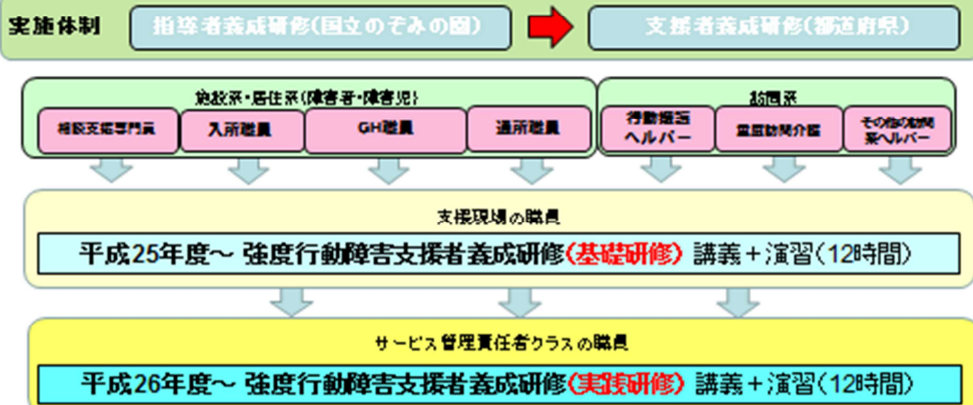 実施体制
指導者養成研修(国立のぞみの園)
支援者養成研修(都道府県)
施設系・居住系(障害者・障害児)
訪問系
相談支援専門員
入所職員
GH職員
通所職員
行動援護
ヘルパー
重度訪問介護
その他の訪問
系ヘルパー
支援現場の職員
平成25年度～ 強度行動障害支援者養成研修(基礎研修) 講義＋演習(12時間)
サービス管理責任者クラスの職員
平成26年度～ 強度行動障害支援者養成研修(実践研修) 講義＋演習(12時間)